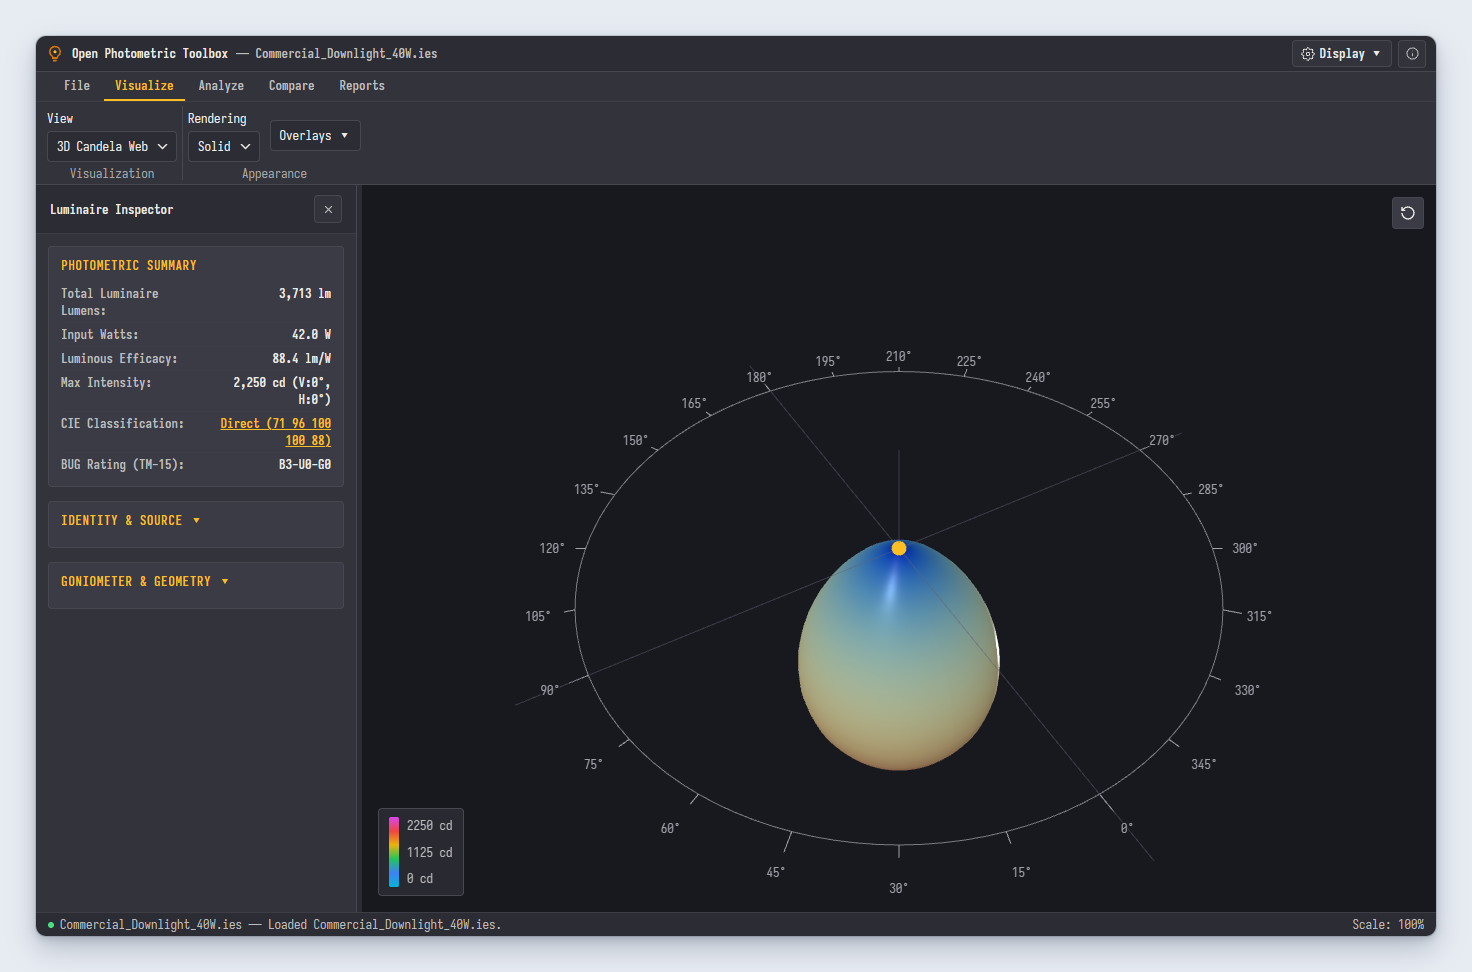 Open Photometric Toolbox — Commercial_Downlight_40W.ies
Display ▼
File Visualize Analyze Compare Reports
View
3D Candela Web
Visualization
Rendering
Solid
Overlays ▼
Appearance
Luminaire Inspector
×
PHOTOMETRIC SUMMARY
Total Luminaire Lumens: 3,713 lm
Input Watts: 42.0 W
Luminous Efficacy: 88.4 lm/W
Max Intensity: 2,250 cd (V:0°, H:0°)
CIE Classification: Direct (71 96 100 100 88)
BUG Rating (TM-15): B3-U0-G0
IDENTITY & SOURCE ▼
GONIOMETER & GEOMETRY ▼
210°
195°
225°
180°
240°
165°
255°
150°
270°
135°
285°
120°
300°
105°
315°
90°
330°
75°
345°
60°
0°
45°
15°
30°
2250 cd
1125 cd
0 cd
Commercial_Downlight_40W.ies — Loaded Commercial_Downlight_40W.ies.
Scale: 100%